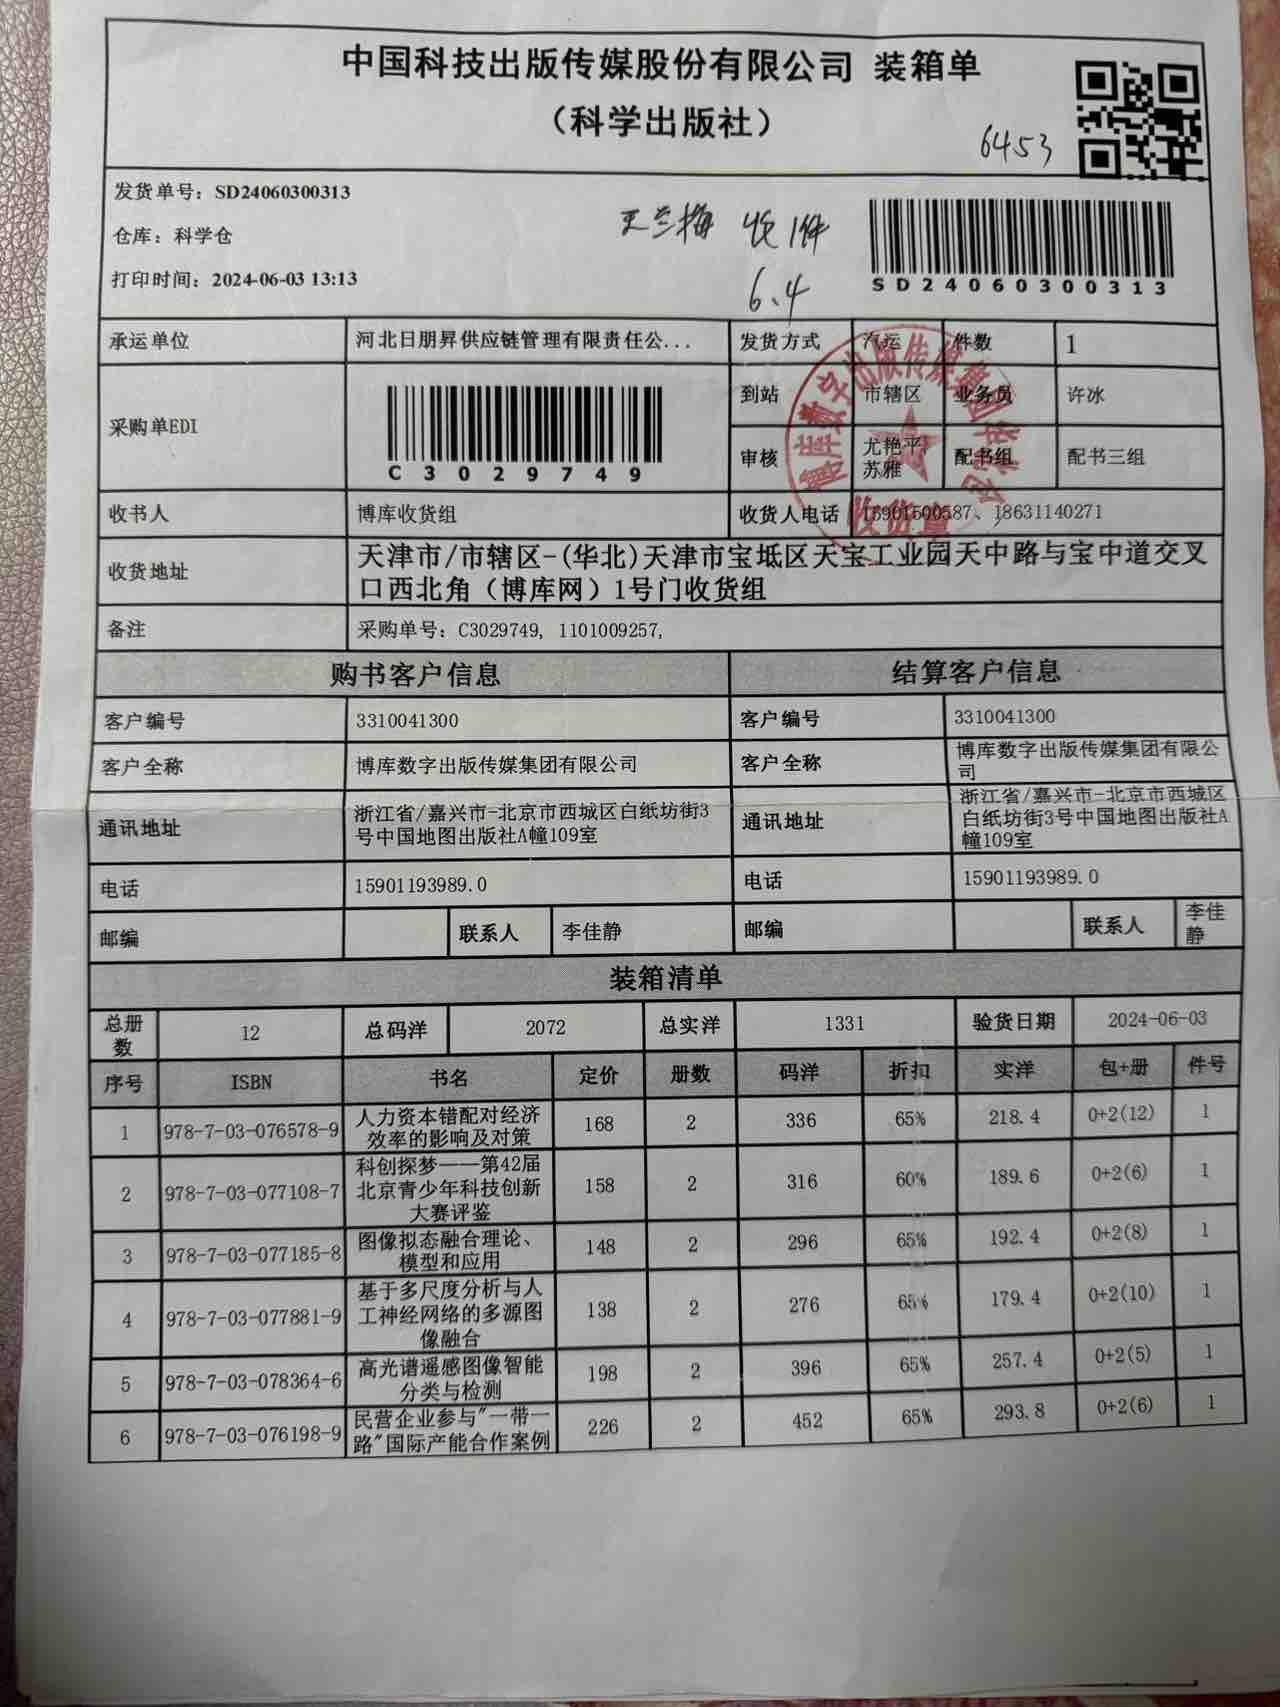 中国科技出版传媒股份有限公司 装箱单
（科学出版社）
6453
发货单号：SD24060300313
仓库：科学仓
打印时间：2024-06-03 13:13
王兰梅 收1件
6.4
SD24060300313
承运单位 河北日朋昇供应链管理有限责任公... 发货方式 汽运 件数 1
采购单EDI C3029749 到站 市辖区 业务员 许冰
审核 尤艳平 苏雅 配书组 配书三组
收书人 博库收货组 收货人电话 15901500587、18631140271
收货地址 天津市/市辖区-(华北)天津市宝坻区天宝工业园天中路与宝中道交叉
口西北角（博库网）1号门收货组
备注 采购单号：C3029749, 1101009257,
博库数字出版传媒集团有限公司
收货章
购书客户信息 结算客户信息
客户编号 3310041300 客户编号 3310041300
客户全称 博库数字出版传媒集团有限公司 客户全称 博库数字出版传媒集团有限公
司
通讯地址 浙江省/嘉兴市-北京市西城区白纸坊街3
号中国地图出版社A幢109室
通讯地址 浙江省/嘉兴市-北京市西城区
白纸坊街3号中国地图出版社A
幢109室
电话 15901193989.0 电话 15901193989.0
邮编 联系人 李佳静 邮编 联系人 李佳
静
装箱清单
总册数 12 总码洋 2072 总实洋 1331 验货日期 2024-06-03
序号 ISBN 书名 定价 册数 码洋 折扣 实洋 包+册 件号
1 978-7-03-076578-9 人力资本错配对经济
效率的影响及对策 168 2 336 65% 218.4 0+2(12) 1
2 978-7-03-077108-7 科创探梦——第42届
北京青少年科技创新
大赛评鉴 158 2 316 60% 189.6 0+2(6) 1
3 978-7-03-077185-8 图像拟态融合理论、
模型和应用 148 2 296 65% 192.4 0+2(8) 1
4 978-7-03-077881-9 基于多尺度分析与人
工神经网络的多源图
像融合 138 2 276 65% 179.4 0+2(10) 1
5 978-7-03-078364-6 高光谱遥感图像智能
分类与检测 198 2 396 65% 257.4 0+2(5) 1
6 978-7-03-076198-9 民营企业参与"一带一
路"国际产能合作案例 226 2 452 65% 293.8 0+2(6) 1